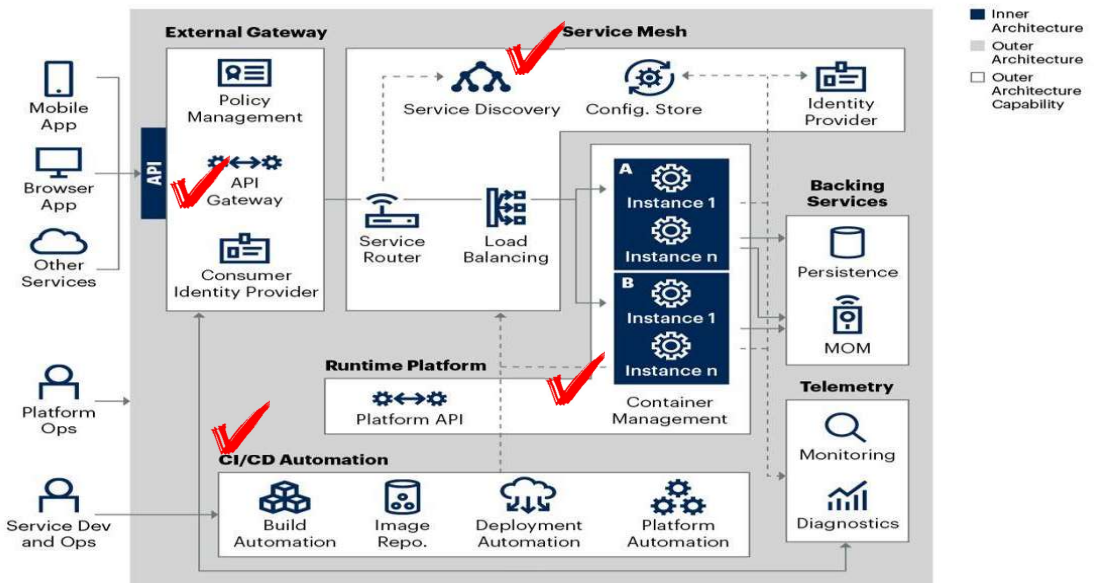 External Gateway
Service Mesh
Inner
Architecture
Outer
Architecture
Outer
Architecture
Capability
Mobile
App
Browser
App
Other
Services
API
Policy
Management
API
Gateway
Consumer
Identity Provider
Service Discovery
Config. Store
Identity
Provider
Service
Router
Load
Balancing
A
Instance 1
Instance n
B
Instance 1
Instance n
Backing
Services
Persistence
MOM
Runtime Platform
Platform API
Container
Management
Telemetry
Monitoring
Diagnostics
Platform
Ops
Service Dev
and Ops
CI/CD Automation
Build
Automation
Image
Repo.
Deployment
Automation
Platform
Automation